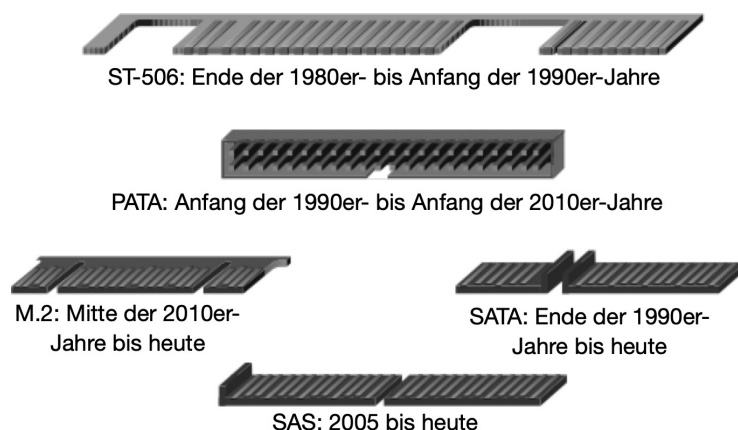 ST-506: Ende der 1980er- bis Anfang der 1990er-Jahre
PATA: Anfang der 1990er- bis Anfang der 2010er-Jahre
M.2: Mitte der 2010er-
Jahre bis heute
SATA: Ende der 1990er-
Jahre bis heute
SAS: 2005 bis heute